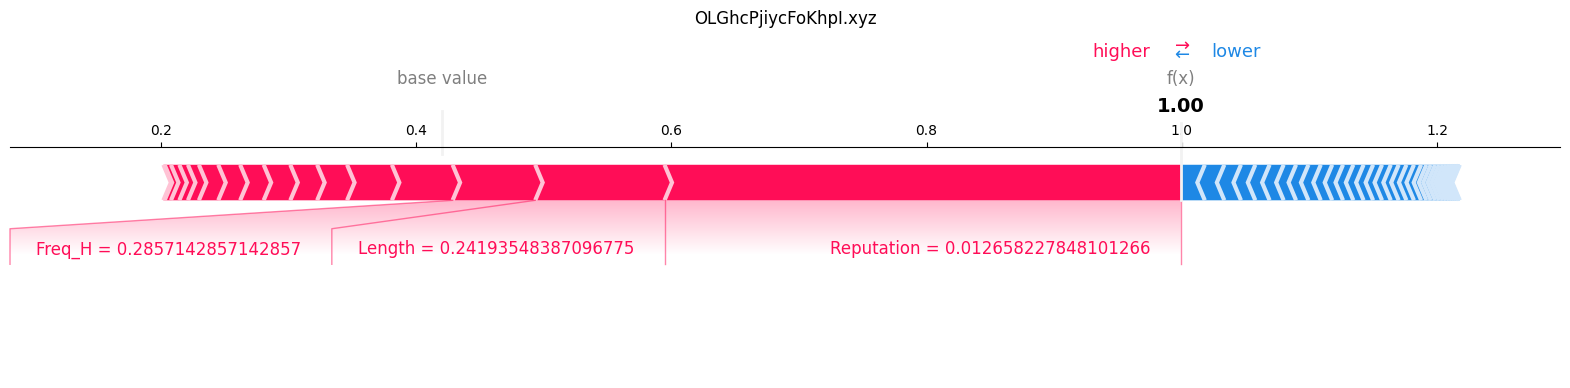 OLGhcPjiycFoKhpI.xyz
higher ⇄ lower
base value
f(x)
1.00
0.2 0.4 0.6 0.8 1.0 1.2
Freq_H = 0.2857142857142857
Length = 0.24193548387096775
Reputation = 0.012658227848101266